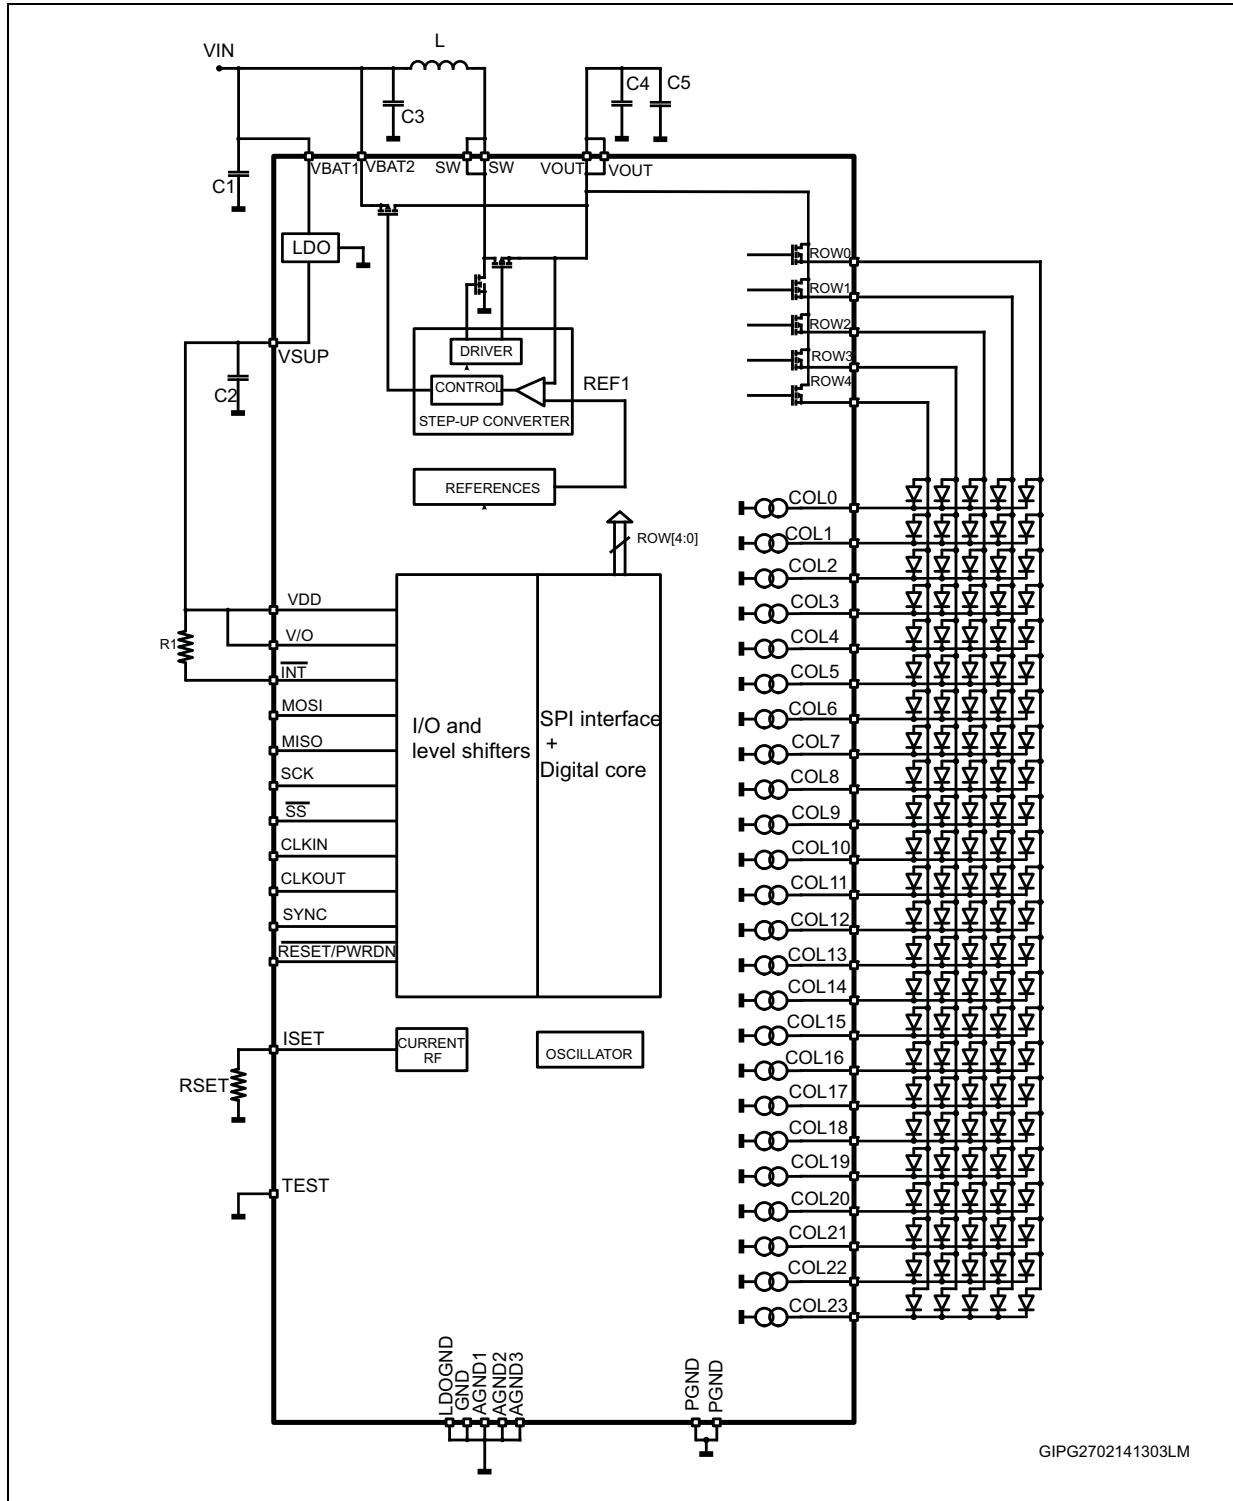 L
VIN
C4
C5
C3
VBAT1
VBAT2
SW
SW
VOUT
VOUT
C1
LDO
ROW0
ROW1
ROW2
ROW3
ROW4
VSUP
C2
DRIVER
CONTROL
REF1
STEP-UP CONVERTER
REFERENCES
ROW[4:0]
COL0
COL1
COL2
COL3
COL4
COL5
COL6
COL7
COL8
COL9
COL10
COL11
COL12
COL13
COL14
COL15
COL16
COL17
COL18
COL19
COL20
COL21
COL22
COL23
VDD
V/O
R1
INT
MOSI
MISO
SCK
SS
CLKIN
CLKOUT
SYNC
RESET/PWRDN
I/O and
level shifters
SPI interface
+
Digital core
ISET
CURRENT
RF
OSCILLATOR
RSET
TEST
LDOGND
GND
AGND1
AGND2
AGND3
PGND
PGND
GIPG2702141303LM